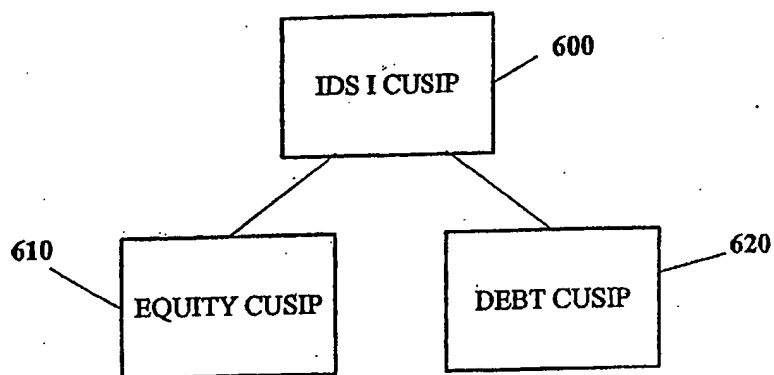 600
IDS I CUSIP
610
620
EQUITY CUSIP
DEBT CUSIP